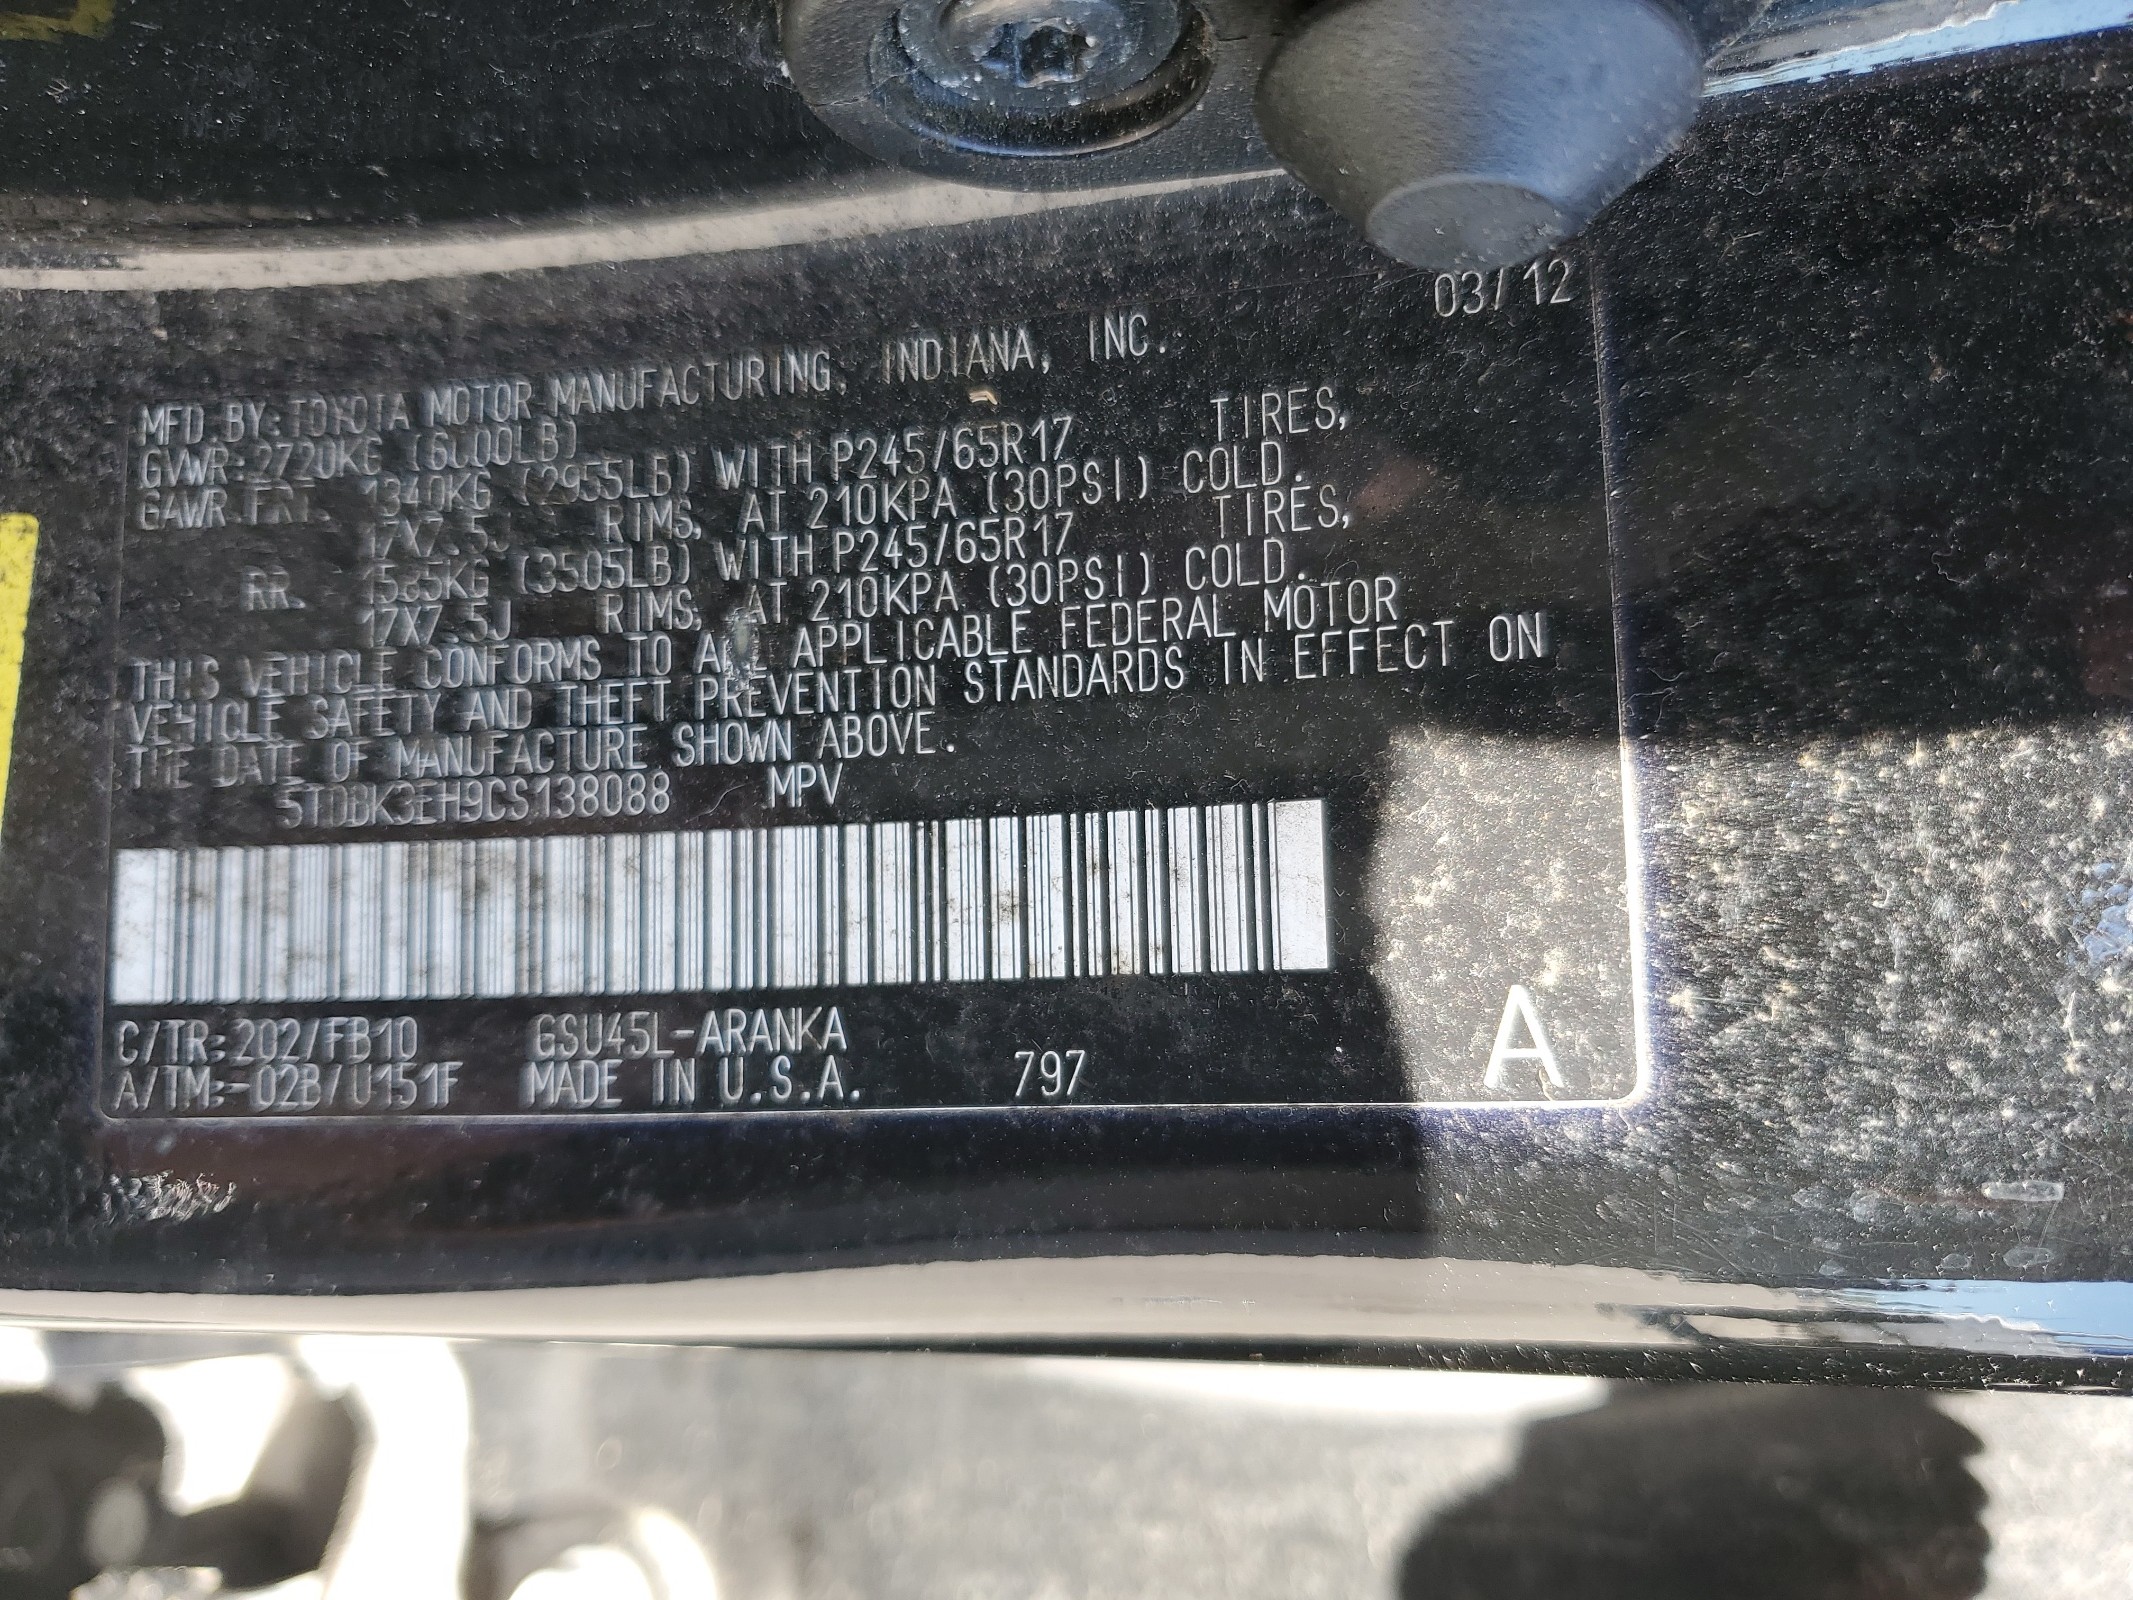 03/12
MFD BY: TOYOTA MOTOR MANUFACTURING, INDIANA, INC.
GVWR: 2720KG (6000LB)
GAWR FRT. 1340KG (2955LB) WITH P245/65R17 TIRES,
17X7.5J RIMS, AT 210KPA (30PSI) COLD.
RR. 1585KG (3505LB) WITH P245/65R17 TIRES,
17X7.5J RIMS, AT 210KPA (30PSI) COLD.
THIS VEHICLE CONFORMS TO ALL APPLICABLE FEDERAL MOTOR
VEHICLE SAFETY AND THEFT PREVENTION STANDARDS IN EFFECT ON
THE DATE OF MANUFACTURE SHOWN ABOVE.
5TDBK3EH9CS138088 MPV
C/TR: 202/FB10 GSU45L-ARANKA
A/TM: -02B/U151F MADE IN U.S.A. 797
A